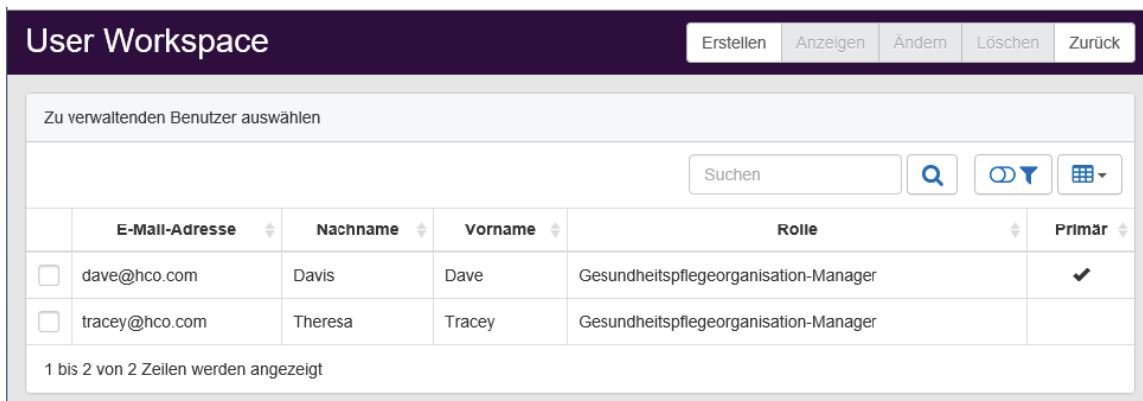 User Workspace
Erstellen Anzeigen Ändern Löschen Zurück
Zu verwaltenden Benutzer auswählen
Suchen
E-Mail-Adresse Nachname Vorname Rolle Primär
dave@hco.com Davis Dave Gesundheitspflegeorganisation-Manager
tracey@hco.com Theresa Tracey Gesundheitspflegeorganisation-Manager
1 bis 2 von 2 Zeilen werden angezeigt